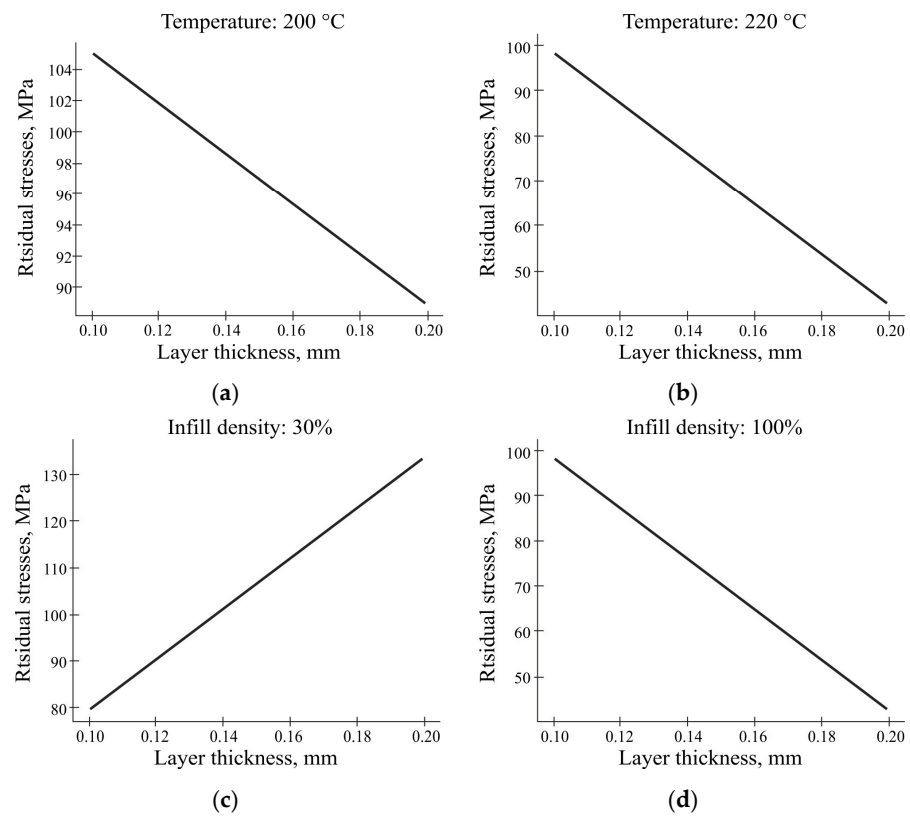 Temperature: 200 °C
Rtsidual stresses, MPa
104
102
100
98
96
94
92
90
0.10 0.12 0.14 0.16 0.18 0.20
Layer thickness, mm
(a)
Temperature: 220 °C
Rtsidual stresses, MPa
100
90
80
70
60
50
0.10 0.12 0.14 0.16 0.18 0.20
Layer thickness, mm
(b)
Infill density: 30%
Rtsidual stresses, MPa
130
120
110
100
90
80
0.10 0.12 0.14 0.16 0.18 0.20
Layer thickness, mm
(c)
Infill density: 100%
Rtsidual stresses, MPa
100
90
80
70
60
50
0.10 0.12 0.14 0.16 0.18 0.20
Layer thickness, mm
(d)